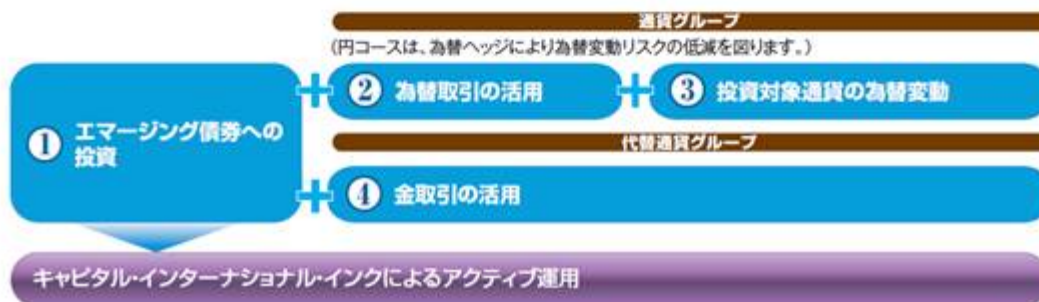 通貨グループ
(円コースは、為替ヘッジにより為替変動リスクの低減を図ります。)
① エマージング債券への
投資
+ ② 為替取引の活用 + ③ 投資対象通貨の為替変動
代替通貨グループ
+ ④ 金取引の活用
キャピタル・インターナショナル・インクによるアクティブ運用